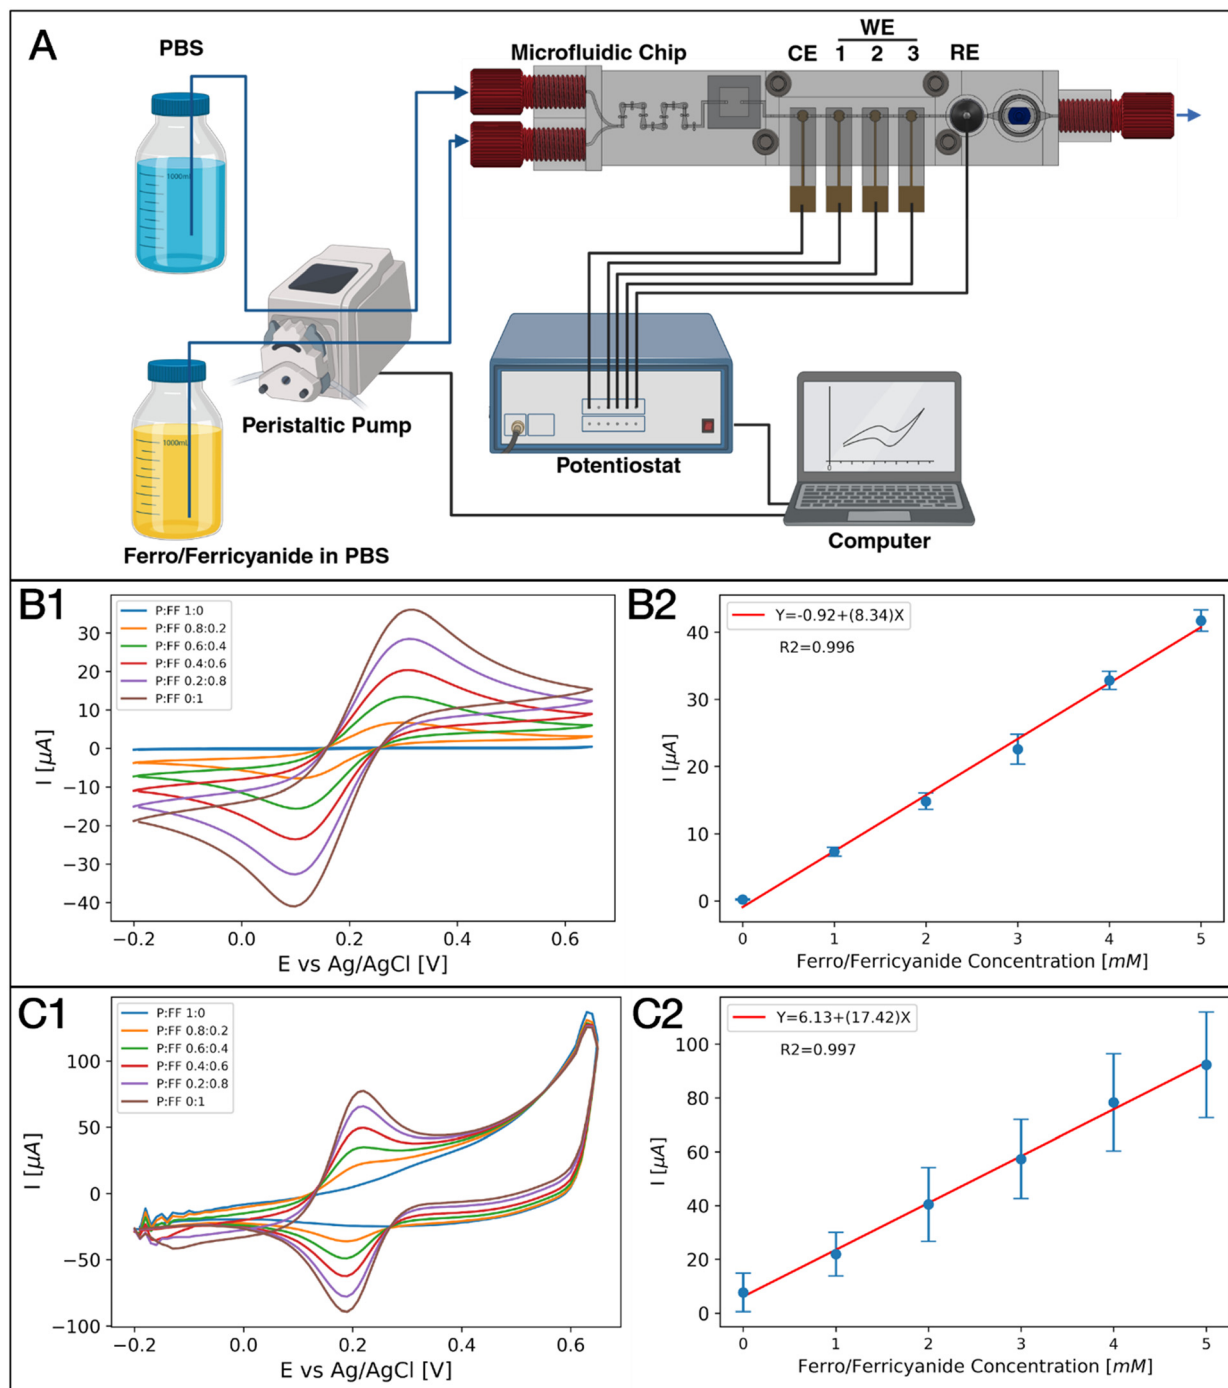 A
PBS
Microfluidic Chip
WE
CE 1 2 3 RE
1000mL
Peristaltic Pump
1000mL
Potentiostat
Ferro/Ferricyanide in PBS
Computer
B1
P:FF 1:0
P:FF 0.8:0.2
P:FF 0.6:0.4
P:FF 0.4:0.6
P:FF 0.2:0.8
P:FF 0:1
30
20
10
0
−10
−20
−30
−40
I [μA]
−0.2 0.0 0.2 0.4 0.6
E vs Ag/AgCl [V]
B2
Y=-0.92+(8.34)X
R2=0.996
40
30
20
10
0
I [μA]
0 1 2 3 4 5
Ferro/Ferricyanide Concentration [mM]
C1
P:FF 1:0
P:FF 0.8:0.2
P:FF 0.6:0.4
P:FF 0.4:0.6
P:FF 0.2:0.8
P:FF 0:1
100
50
0
−50
−100
I [μA]
−0.2 0.0 0.2 0.4 0.6
E vs Ag/AgCl [V]
C2
Y=6.13+(17.42)X
R2=0.997
100
80
60
40
20
0
I [μA]
0 1 2 3 4 5
Ferro/Ferricyanide Concentration [mM]